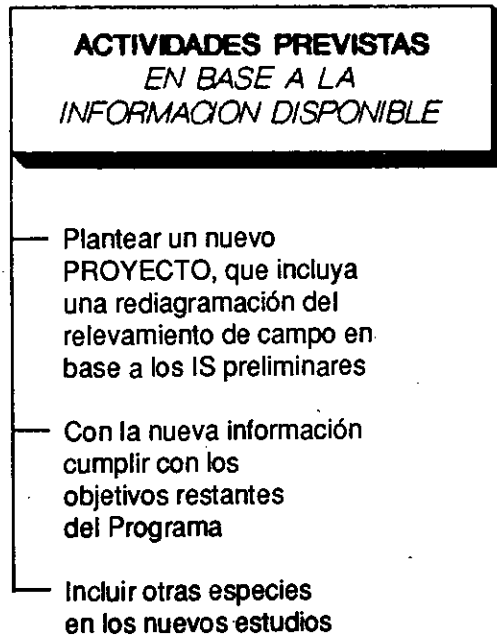 ACTIVIDADES PREVISTAS
EN BASE A LA
INFORMACION DISPONIBLE
Plantear un nuevo
PROYECTO, que incluya
una rediagramación del
relevamiento de campo en
base a los IS preliminares
Con la nueva información
cumplir con los
objetivos restantes
del Programa
Incluir otras especies
en los nuevos estudios